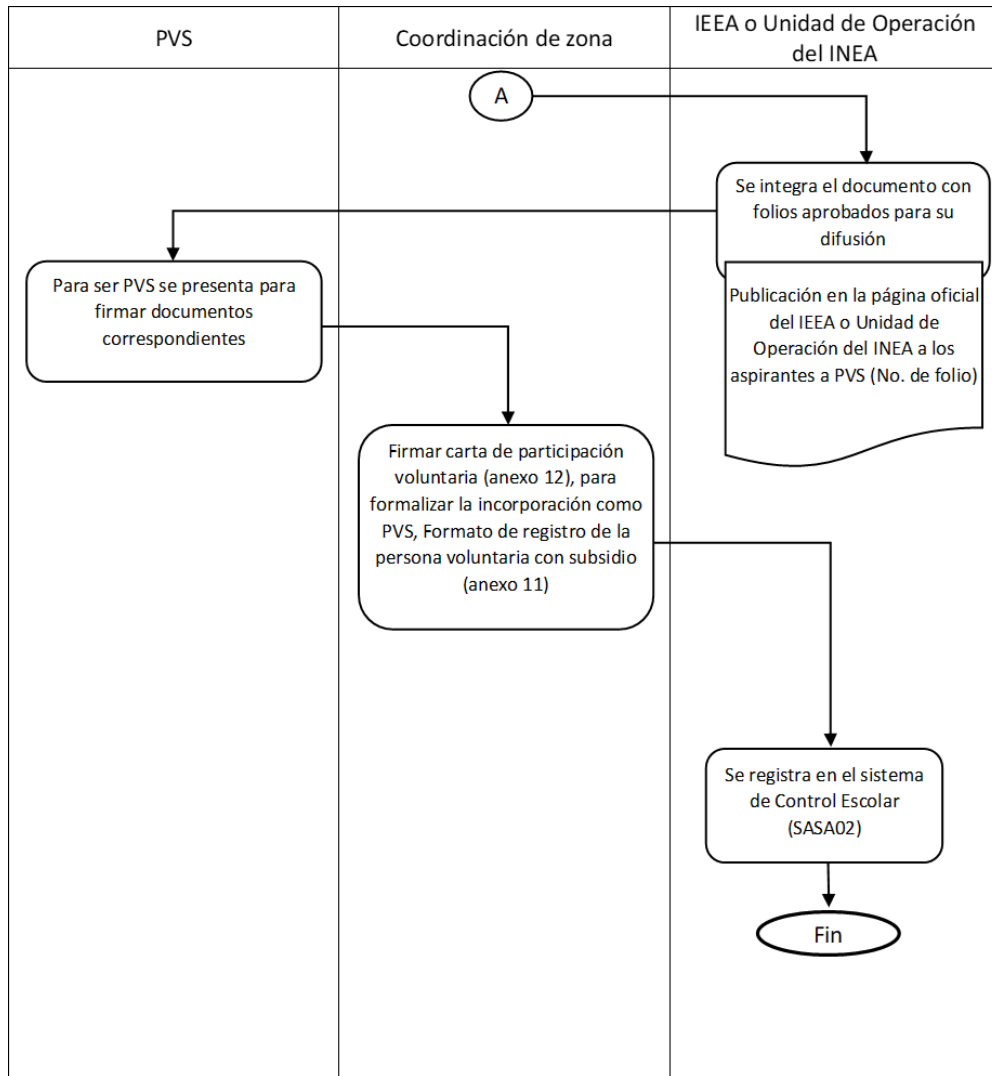 PVS
Coordinación de zona
IEEA o Unidad de Operación
del INEA
A
Se integra el documento con
folios aprobados para su
difusión
Publicación en la página oficial
del IEEA o Unidad de
Operación del INEA a los
aspirantes a PVS (No. de folio)
Para ser PVS se presenta para
firmar documentos
correspondientes
Firmar carta de participación
voluntaria (anexo 12), para
formalizar la incorporación como
PVS, Formato de registro de la
persona voluntaria con subsidio
(anexo 11)
Se registra en el sistema
de Control Escolar
(SASA02)
Fin